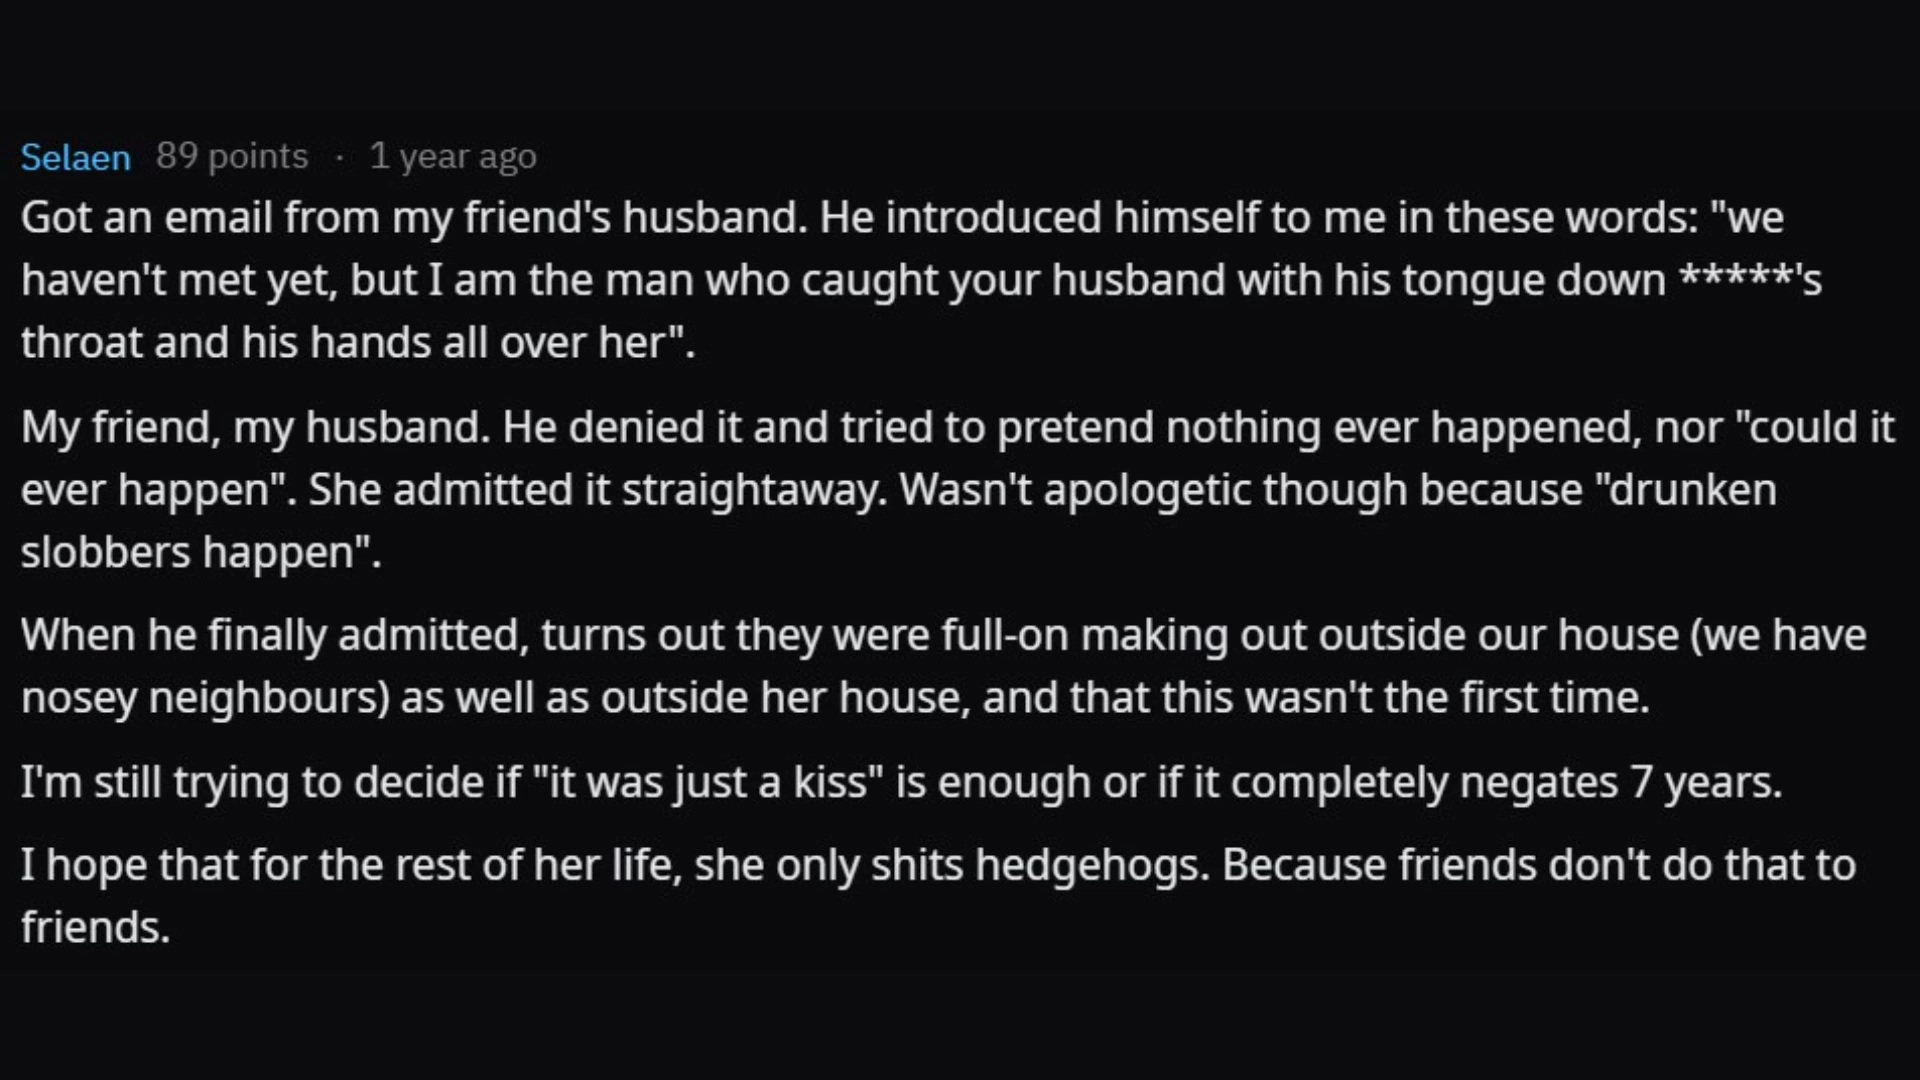 Selaen 89 points · 1 year ago
Got an email from my friend's husband. He introduced himself to me in these words: "we
haven't met yet, but I am the man who caught your husband with his tongue down *****'s
throat and his hands all over her".
My friend, my husband. He denied it and tried to pretend nothing ever happened, nor "could it
ever happen". She admitted it straightaway. Wasn't apologetic though because "drunken
slobbers happen".
When he finally admitted, turns out they were full-on making out outside our house (we have
nosey neighbours) as well as outside her house, and that this wasn't the first time.
I'm still trying to decide if "it was just a kiss" is enough or if it completely negates 7 years.
I hope that for the rest of her life, she only shits hedgehogs. Because friends don't do that to
friends.